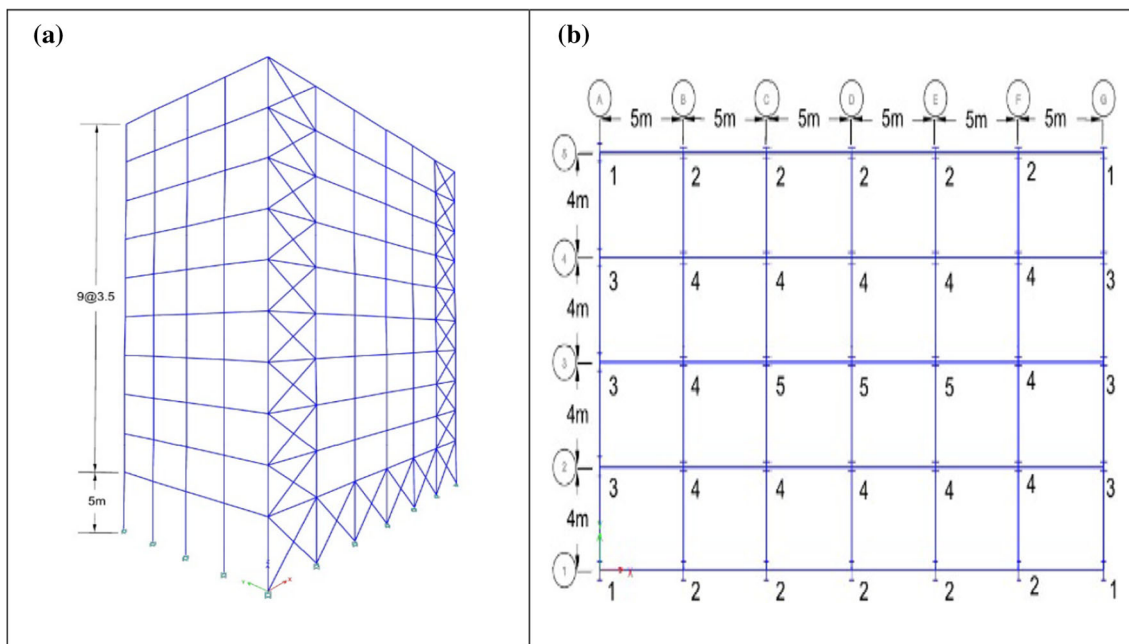 (a)
9@3.5
5m
Z
Y
X
(b)
A B C D E F G
5m 5m 5m 5m 5m 5m
5
1 2 2 2 2 2 1
4m
4
3 4 4 4 4 4 3
4m
3
3 4 5 5 5 4 3
4m
2
3 4 4 4 4 4 3
4m
1
X
1 2 2 2 2 2 1